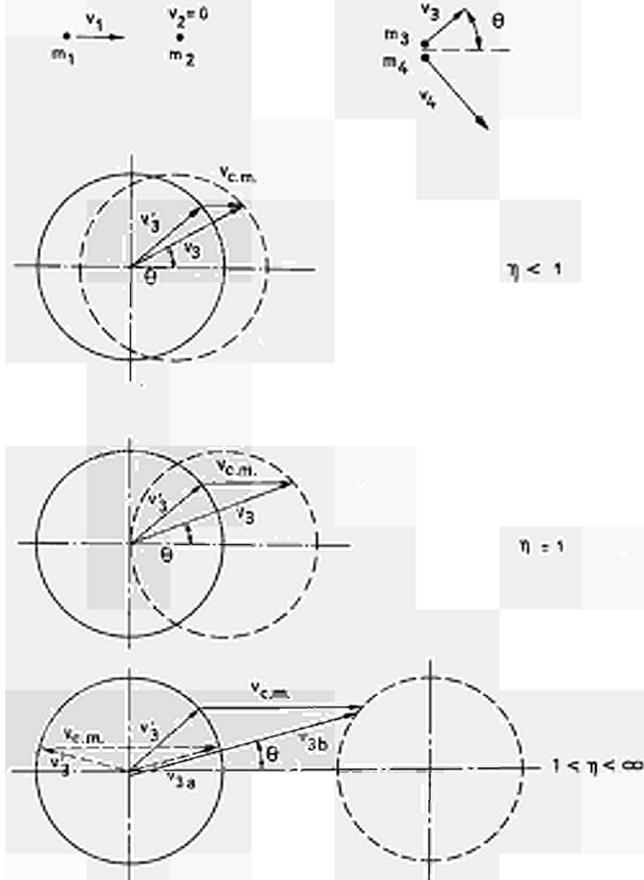 v1
v2=0
m1
m2
v3
θ
m3
m4
v4
vc.m.
v'3
v3
θ
η < 1
vc.m.
v'3
v3
θ
η = 1
vc.m.
vc.m.
v'3
v'3
v3a
v3b
θ
1 < η < ∞